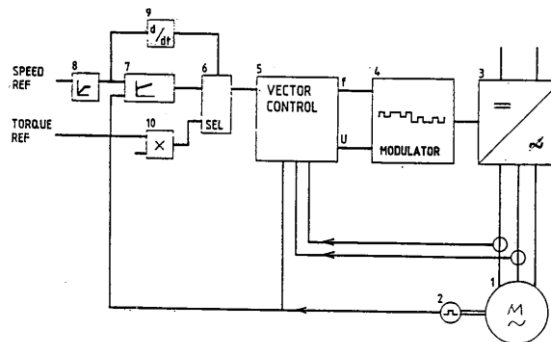 9
d/dt
SPEED
REF
8
7
6
5
f
4
3
VECTOR
CONTROL
=
TORQUE
REF
10
×
SEL
U
MODULATOR
∝
1
2
M
~